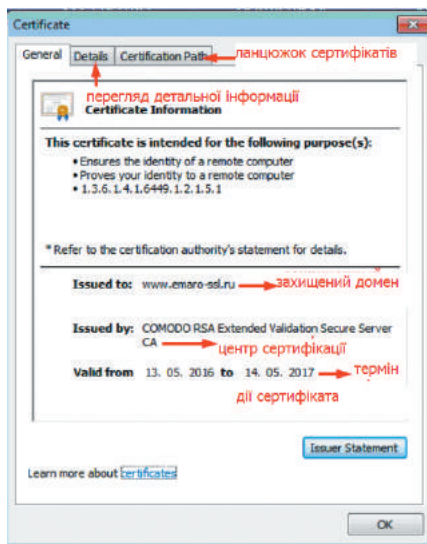 Certificate
General Details Certification Path ланцюжок сертифікатів
перегляд детальної інформації
Certificate Information
This certificate is intended for the following purpose(s):
• Ensures the identity of a remote computer
• Proves your identity to a remote computer
• 1.3.6.1.4.1.6449.1.2.1.5.1
* Refer to the certification authority's statement for details.
Issued to: www.emaro-ssl.ru захищений домен
Issued by: COMODO RSA Extended Validation Secure Server
CA
центр сертифікації
Valid from 13. 05. 2016 to 14. 05. 2017 термін
дії сертифіката
Issuer Statement
Learn more about certificates
OK